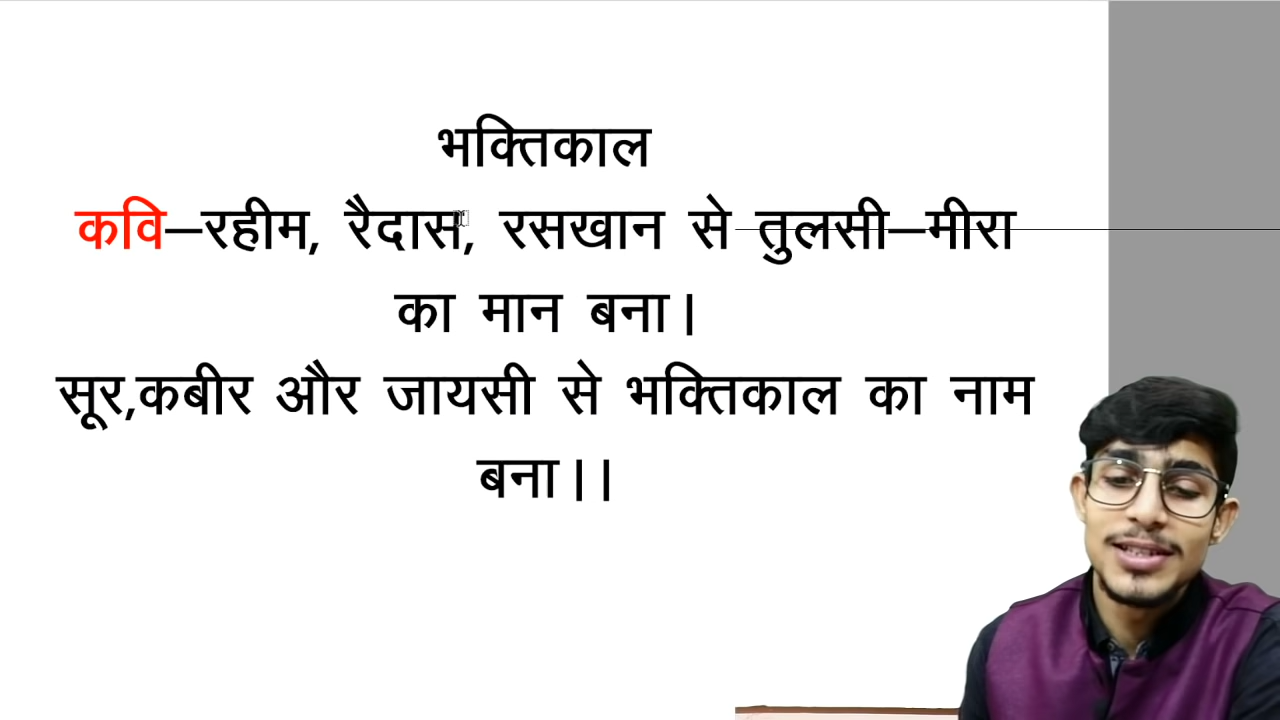 भक्तिकाल
कवि–रहीम, रैदास, रसखान से तुलसी–मीरा
का मान बना।
सूर,कबीर और जायसी से भक्तिकाल का नाम
बना।।